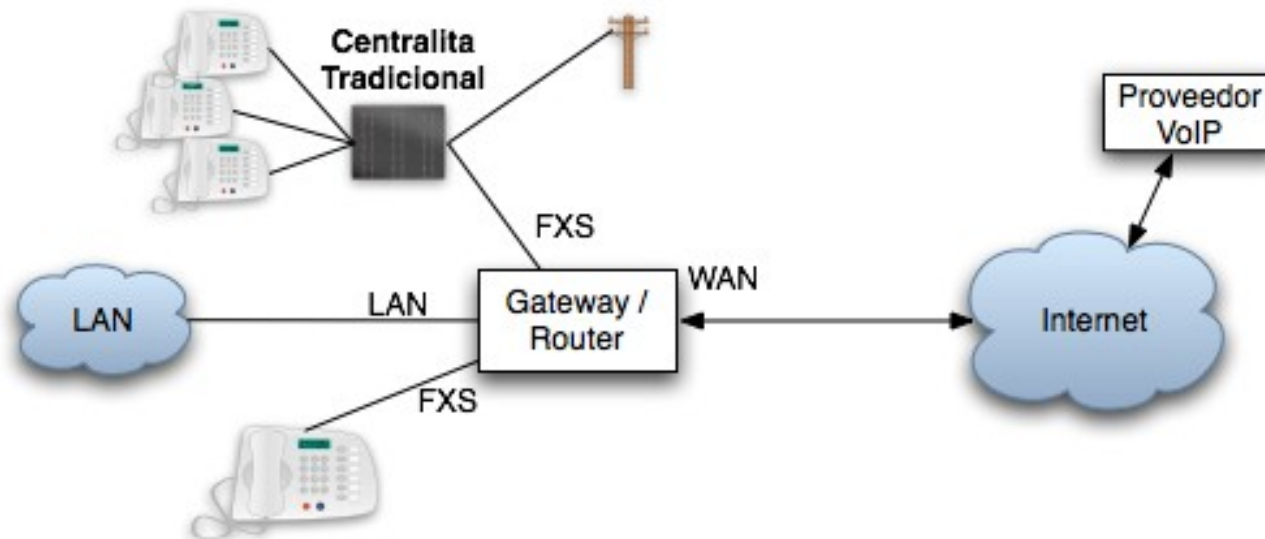 Centralita
Tradicional
Proveedor
VoIP
FXS
WAN
LAN
LAN
Gateway /
Router
Internet
FXS